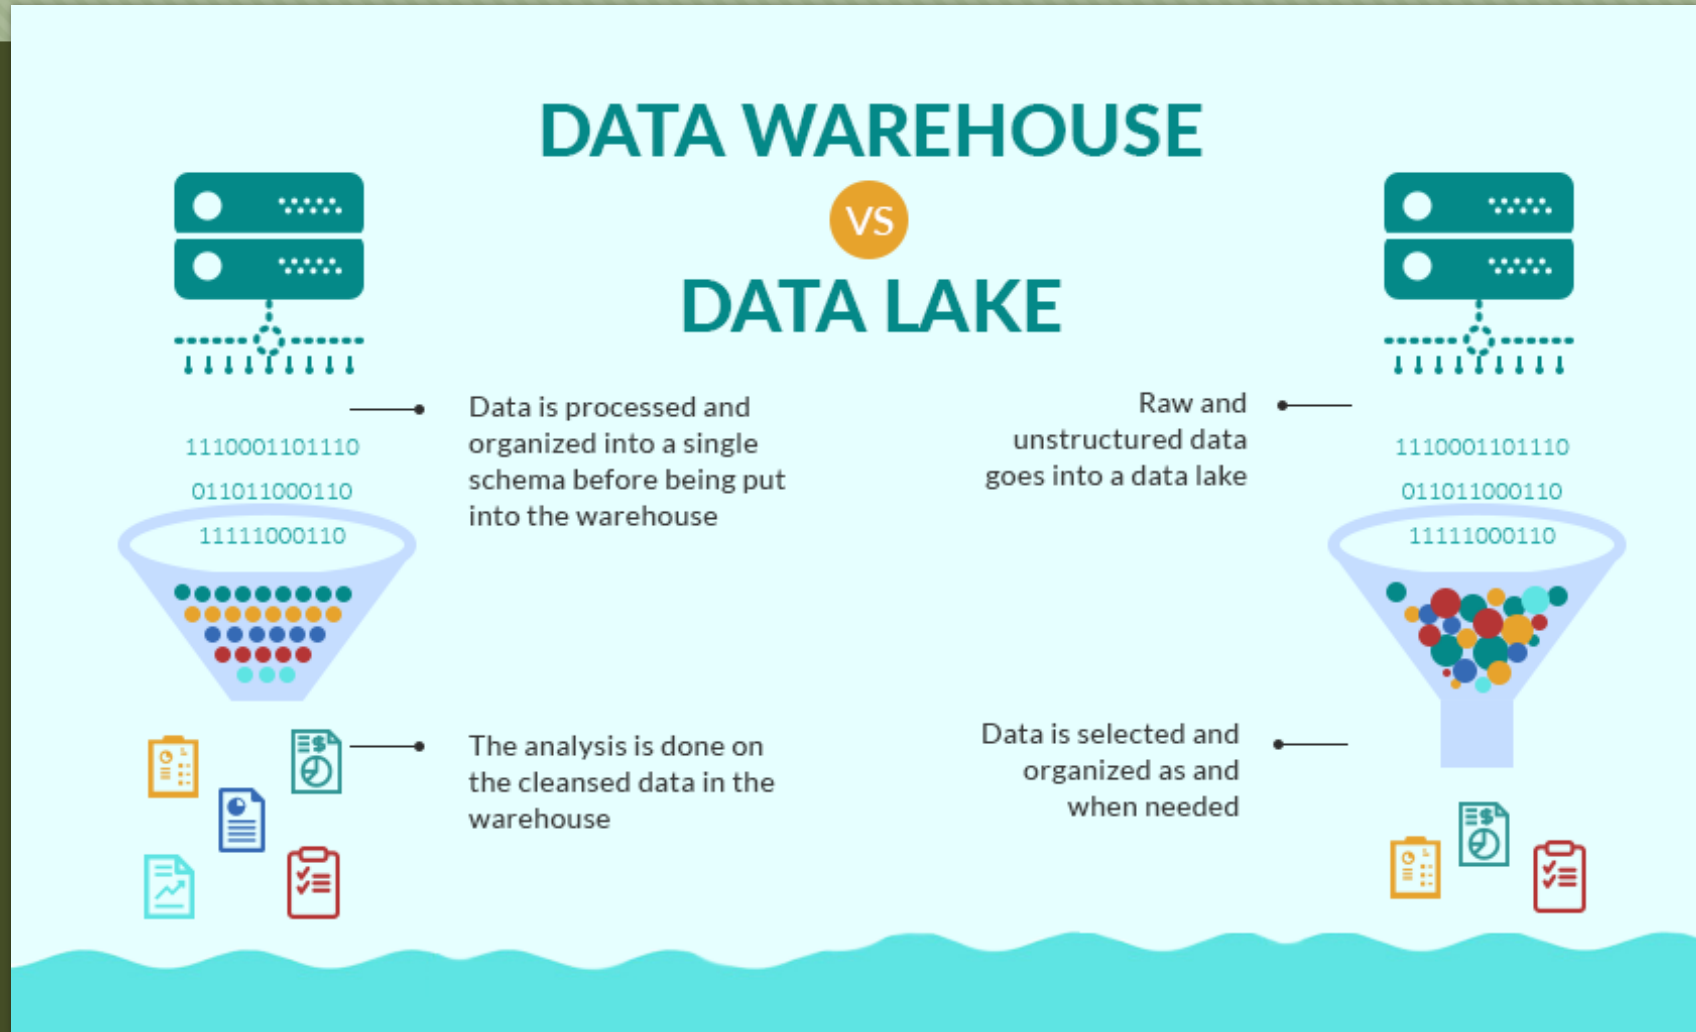 DATA WAREHOUSE
VS
DATA LAKE
Data is processed and
organized into a single
schema before being put
into the warehouse
1110001101110
011011000110
11111000110
The analysis is done on
the cleansed data in the
warehouse
Raw and
unstructured data
goes into a data lake
1110001101110
011011000110
11111000110
Data is selected and
organized as and
when needed